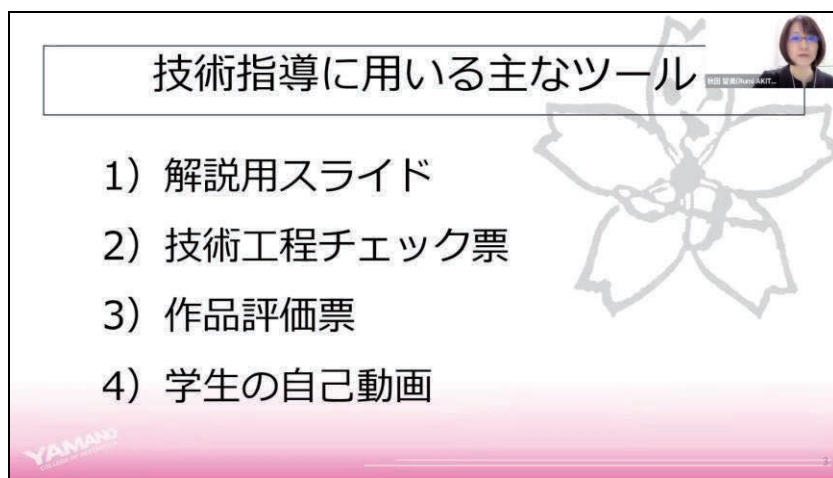 技術指導に用いる主なツール
1）解説用スライド
2）技術工程チェック票
3）作品評価票
4）学生の自己動画
YAMANO
3